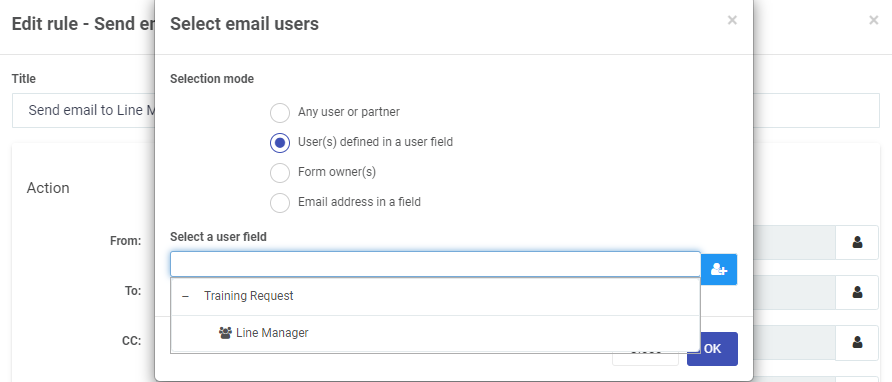 Edit rule - Send er
×
Select email users
×
Selection mode
Title
Any user or partner
Send email to Line M
User(s) defined in a user field
Form owner(s)
Action
Email address in a field
Select a user field
From:
To:
– Training Request
Line Manager
CC:
OK